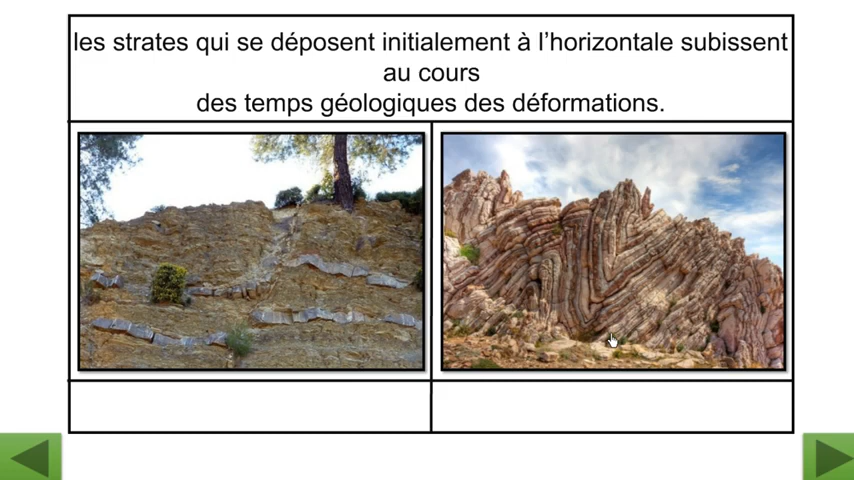 les strates qui se déposent initialement à l’horizontale subissent
au cours
des temps géologiques des déformations.